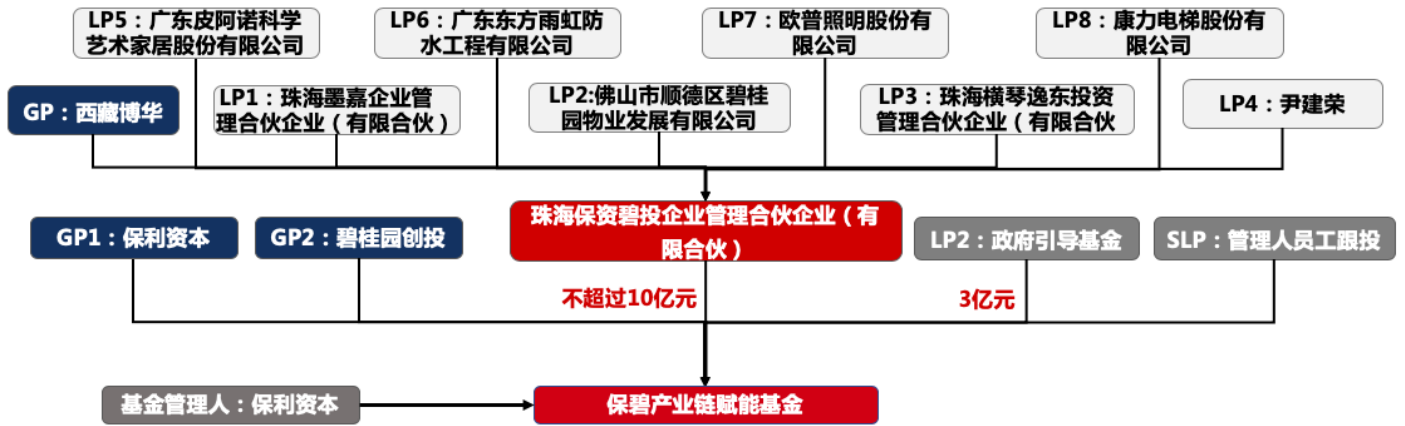 LP5：广东皮阿诺科学
艺术家居股份有限公司
LP6：广东东方雨虹防
水工程有限公司
LP7：欧普照明股份有
限公司
LP8：康力电梯股份有
限公司
GP：西藏博华
LP1：珠海墨嘉企业管
理合伙企业（有限合伙）
LP2:佛山市顺德区碧桂
园物业发展有限公司
LP3：珠海横琴逸东投资
管理合伙企业（有限合伙
LP4：尹建荣
GP1：保利资本
GP2：碧桂园创投
珠海保资碧投企业管理合伙企业（有
限合伙）
LP2：政府引导基金
SLP：管理人员工跟投
不超过10亿元
3亿元
基金管理人：保利资本
保碧产业链赋能基金